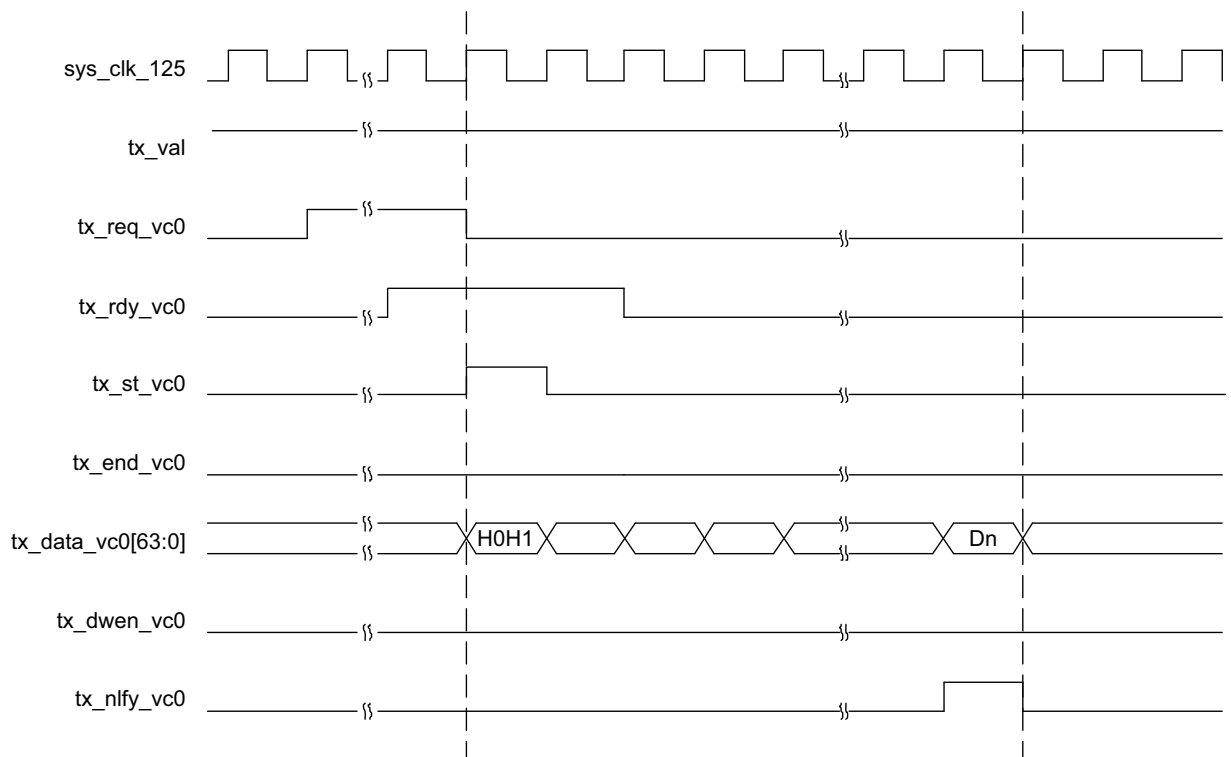 sys_clk_125
tx_val
tx_req_vc0
tx_rdy_vc0
tx_st_vc0
tx_end_vc0
tx_data_vc0[63:0] H0H1 Dn
tx_dwen_vc0
tx_nlfy_vc0